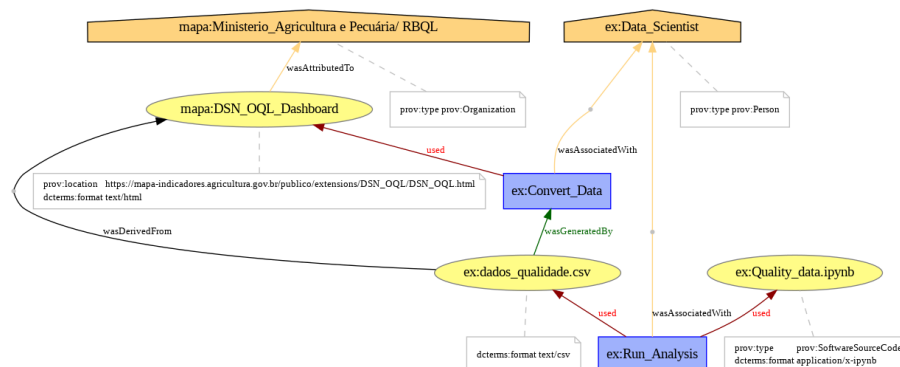 mapa:Ministerio_Agricultura e Pecuária/ RBQL
ex:Data_Scientist
wasAttributedTo
mapa:DSN_OQL_Dashboard
prov:type prov:Organization
prov:type prov:Person
used
wasAssociatedWith
prov:location https://mapa-indicadores.agricultura.gov.br/publico/extensions/DSN_OQL/DSN_OQL.html
dcterms:format text/html
ex:Convert_Data
wasDerivedFrom
wasGeneratedBy
ex:dados_qualidade.csv
ex:Quality_data.ipynb
used
wasAssociatedWith
used
dcterms:format text/csv
ex:Run_Analysis
prov:type prov:SoftwareSourceCode
dcterms:format application/x-ipynb